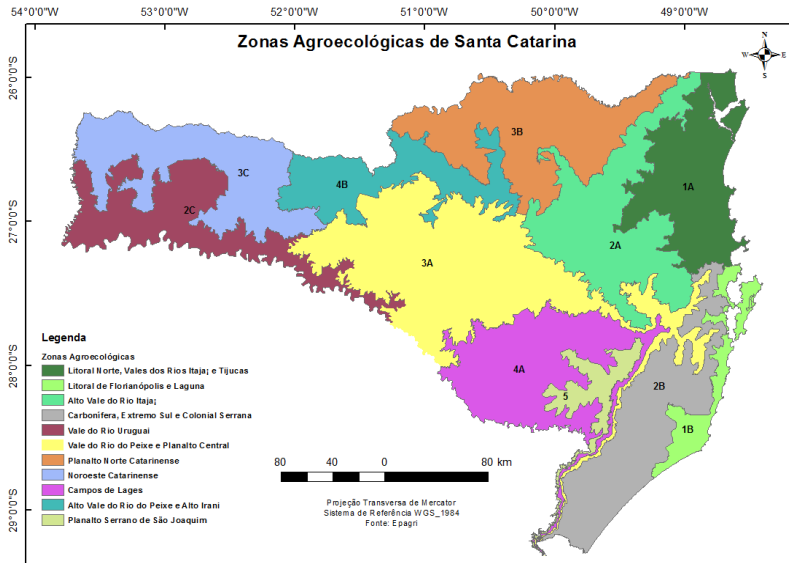 54°0'0"W 53°0'0"W 52°0'0"W 51°0'0"W 50°0'0"W 49°0'0"W
Zonas Agroecológicas de Santa Catarina
N
W E
S
26°0'0"S
27°0'0"S
28°0'0"S
29°0'0"S
3B
3C
4B
1A
2C
2A
3A
4A
5
2B
1B
Legenda
Zonas Agroecológicas
Litoral Norte, Vales dos Rios Itaja¡ e Tijucas
Litoral de Florianópolis e Laguna
Alto Vale do Rio Itaja¡
Carbonifera, Extremo Sul e Colonial Serrana
Vale do Rio Uruguai
Vale do Rio do Peixe e Planalto Central
Planalto Norte Catarinense
Noroeste Catarinense
Campos de Lages
Alto Vale do Rio do Peixe e Alto Irani
Planalto Serrano de São Joaquim
80 40 0 80 km
Projeção Transversa de Mercator
Sistema de Referência WGS_1984
Fonte: Epagri